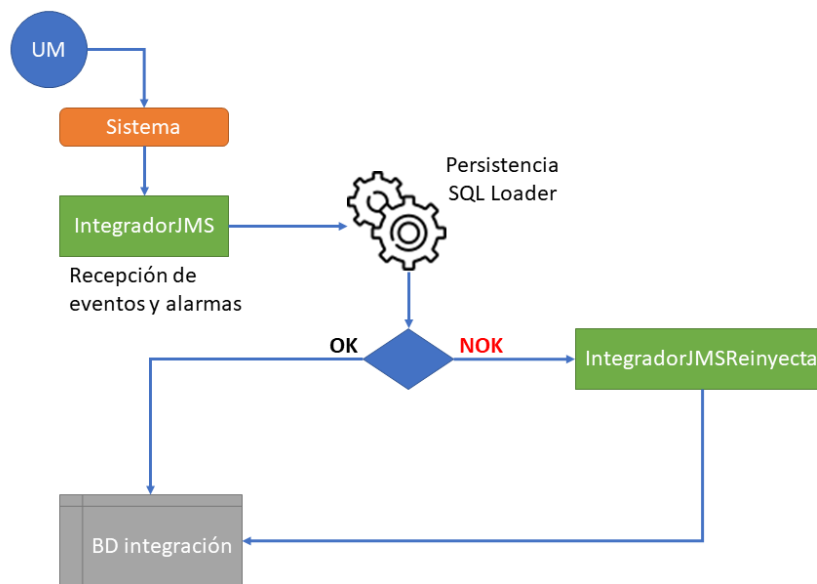 UM
Sistema
Persistencia
SQL Loader
IntegradorJMS
Recepción de
eventos y alarmas
OK
NOK
IntegradorJMSReinyecta
BD integración